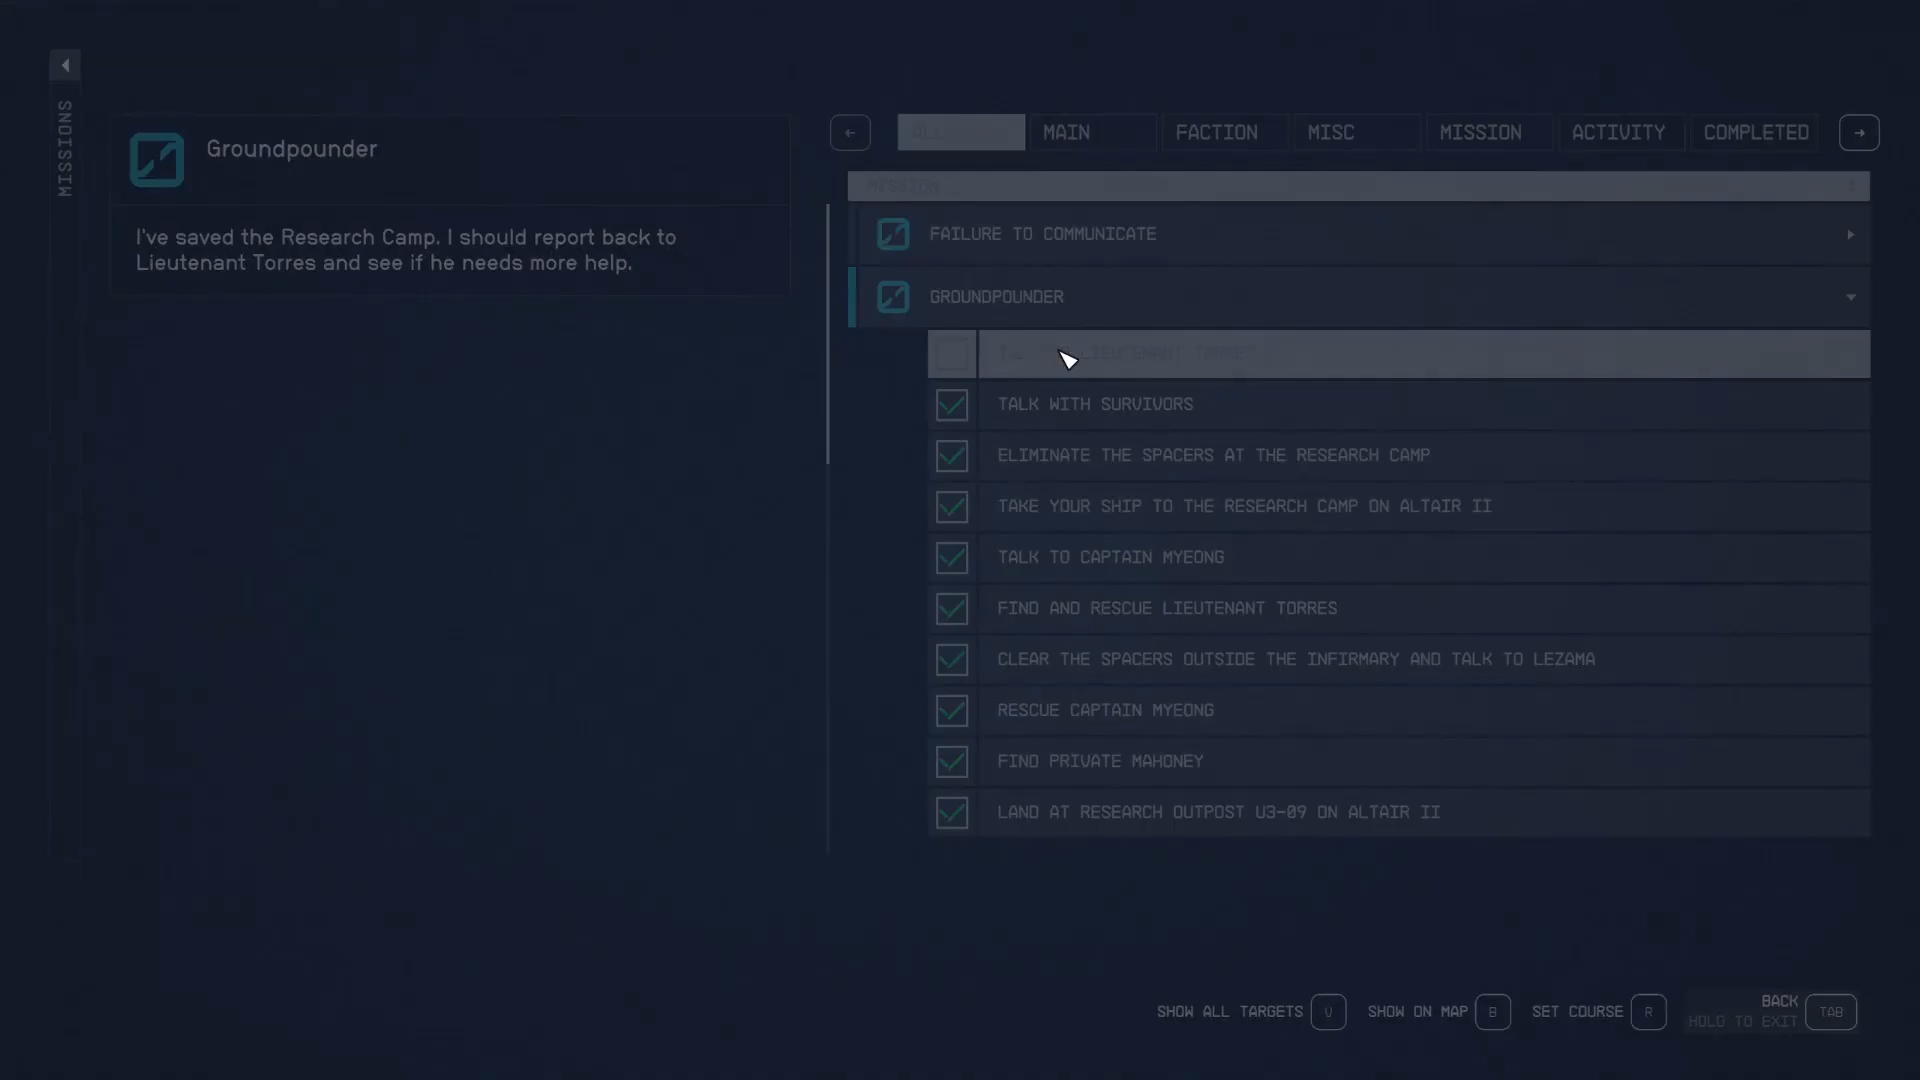 MISSIONS
Groundpounder
I've saved the Research Camp. I should report back to
Lieutenant Torres and see if he needs more help.
ALL
MAIN
FACTION
MISC
MISSION
ACTIVITY
COMPLETED
MISSION
FAILURE TO COMMUNICATE
GROUNDPOUNDER
LIEUTENANT TORRES
TALK WITH SURVIVORS
ELIMINATE THE SPACERS AT THE RESEARCH CAMP
TAKE YOUR SHIP TO THE RESEARCH CAMP ON ALTAIR II
TALK TO CAPTAIN MYEONG
FIND AND RESCUE LIEUTENANT TORRES
CLEAR THE SPACERS OUTSIDE THE INFIRMARY AND TALK TO LEZAMA
RESCUE CAPTAIN MYEONG
FIND PRIVATE MAHONEY
LAND AT RESEARCH OUTPOST U3-09 ON ALTAIR II
SHOW ALL TARGETS V
SHOW ON MAP B
SET COURSE R
BACK
HOLD TO EXIT
TAB